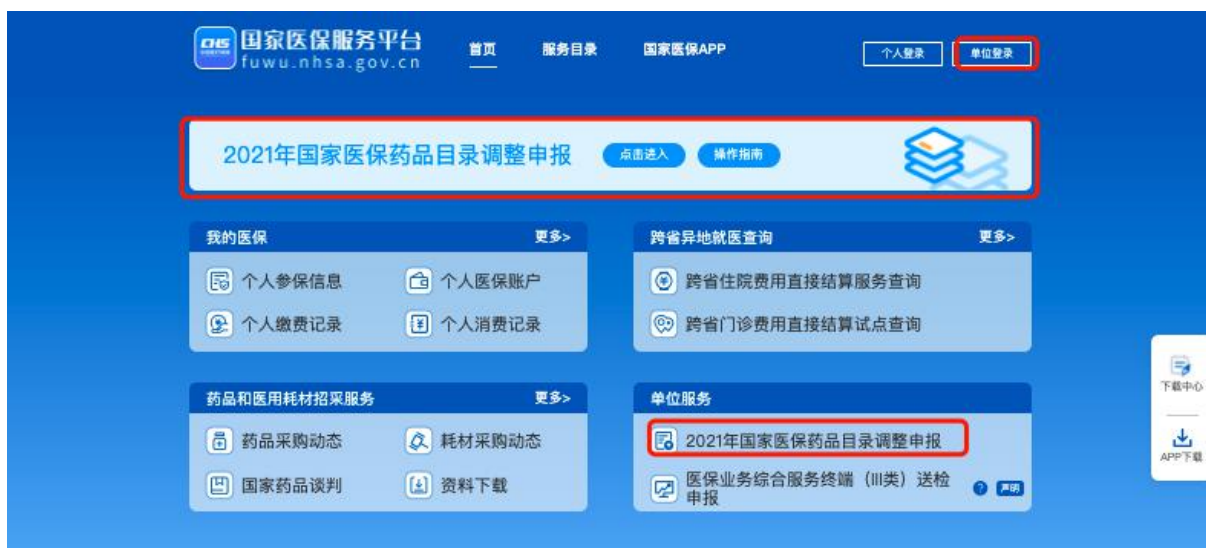 CHS 国家医保服务平台
fuwu.nhsa.gov.cn
首页 服务目录 国家医保APP
个人登录 单位登录
2021年国家医保药品目录调整申报 点击进入 操作指南
我的医保 更多>
个人参保信息 个人医保账户
个人缴费记录 个人消费记录
跨省异地就医查询 更多>
跨省住院费用直接结算服务查询
跨省门诊费用直接结算试点查询
药品和医用耗材招采服务 更多>
药品采购动态 耗材采购动态
国家药品谈判 资料下载
单位服务
2021年国家医保药品目录调整申报
医保业务综合服务终端（III类）送检
申报 ? 声明
下载中心
APP下载